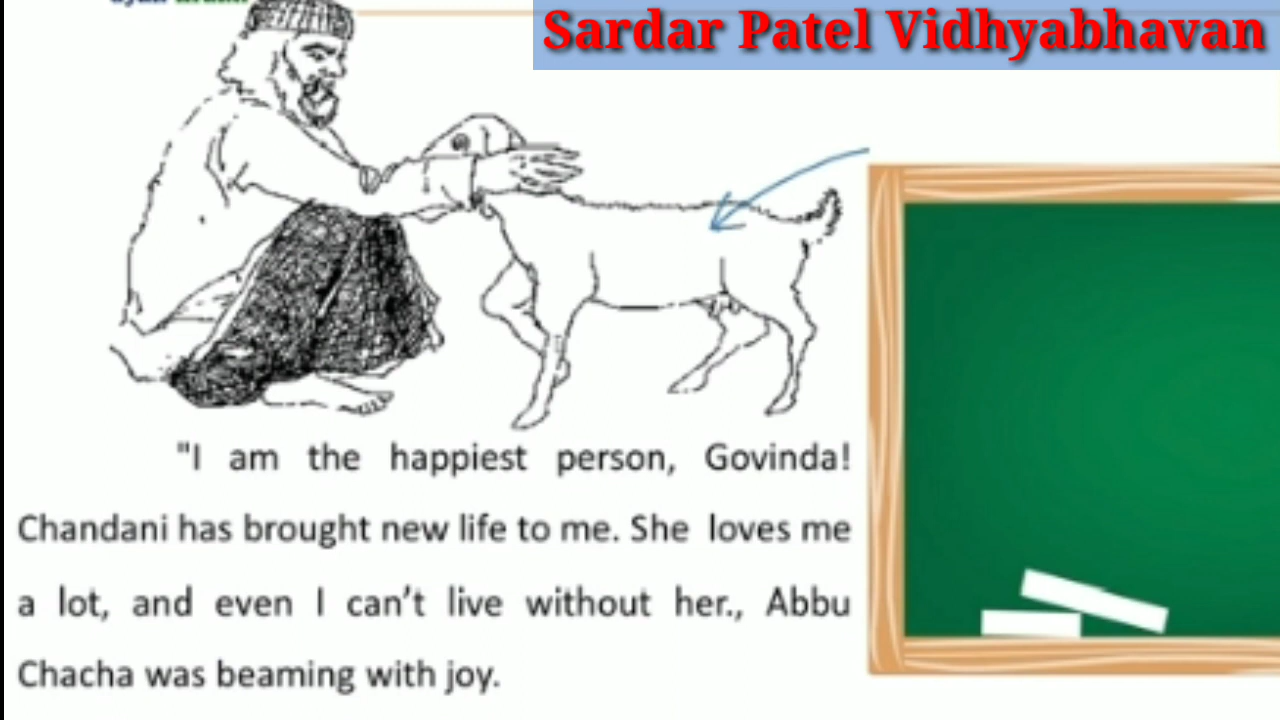 Sardar Patel Vidhyabhavan
"I am the happiest person, Govinda!
Chandani has brought new life to me. She loves me
a lot, and even I can’t live without her., Abbu
Chacha was beaming with joy.